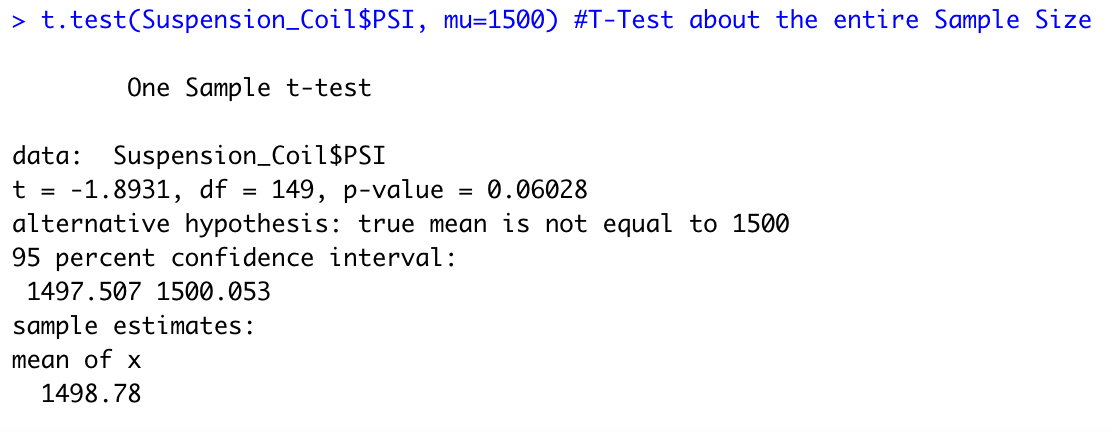 > t.test(Suspension_Coil$PSI, mu=1500) #T-Test about the entire Sample Size
One Sample t-test
data:  Suspension_Coil$PSI
t = -1.8931, df = 149, p-value = 0.06028
alternative hypothesis: true mean is not equal to 1500
95 percent confidence interval:
1497.507 1500.053
sample estimates:
mean of x
1498.78